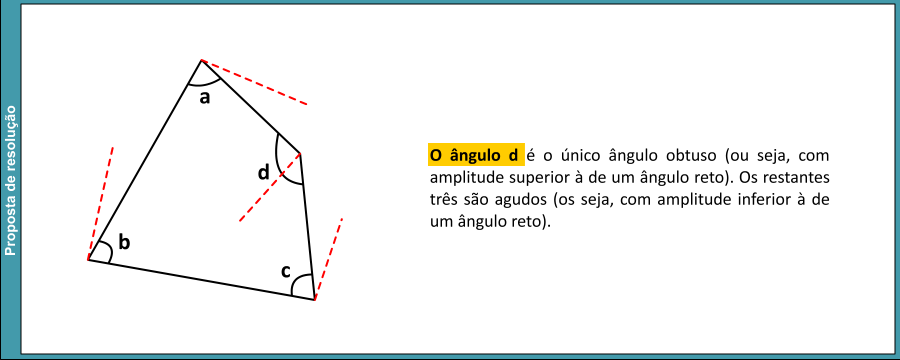 Proposta de resolução
a
d
b
c
O ângulo d é o único ângulo obtuso (ou seja, com
amplitude superior à de um ângulo reto). Os restantes
três são agudos (os seja, com amplitude inferior à de
um ângulo reto).